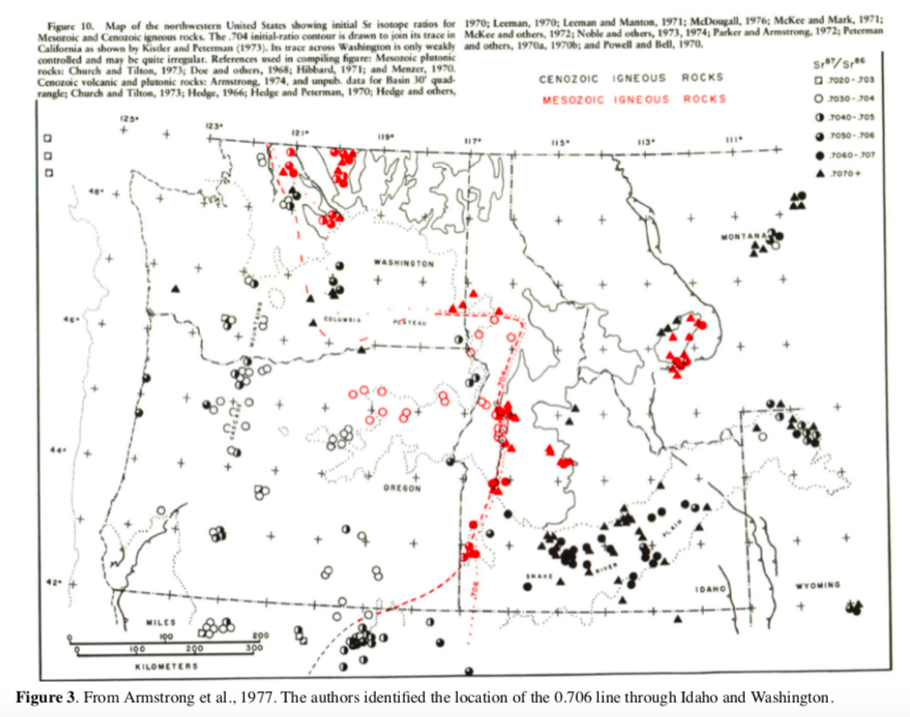 Figure 10. Map of the northwestern United States showing initial Sr isotope ratios for
Mesozoic and Cenozoic igneous rocks. The .704 initial-ratio contour is drawn to join its trace in
California as shown by Kistler and Peterman (1973). Its trace across Washington is only weakly
controlled and may be quite irregular. References used in compiling figure: Mesozoic plutonic
rocks: Church and Tilton, 1973; Doe and others, 1968; Hibbard, 1971; and Menzer, 1970.
Cenozoic volcanic and plutonic rocks: Armstrong, 1974, and unpub. data for Basin 30' quad-
rangle; Church and Tilton, 1973; Hedge, 1966; Hedge and Peterman, 1970; Hedge and others,
1970; Leeman, 1970; Leeman and Manton, 1971; McDougall, 1976; McKee and Mark, 1971;
McKee and others, 1972; Noble and others, 1973, 1974; Parker and Armstrong, 1972; Peterman
and others, 1970a, 1970b; and Powell and Bell, 1970.
CENOZOIC IGNEOUS ROCKS
MESOZOIC IGNEOUS ROCKS
Sr87/Sr86
.7020-.703
.7030-.704
.7040-.705
.7050-.706
.7060-.707
.7070+
125°
123°
121°
119°
117°
115°
113°
111°
48°
46°
44°
42°
WASHINGTON
MONTANA
COLUMBIA PLATEAU
MOUNTAINS
CASCADE
.704
OREGON
SNAKE RIVER PLAIN
IDAHO
WYOMING
.706
MILES
0 100 200
0 100 200 300
KILOMETERS
Figure 3. From Armstrong et al., 1977. The authors identified the location of the 0.706 line through Idaho and Washington.